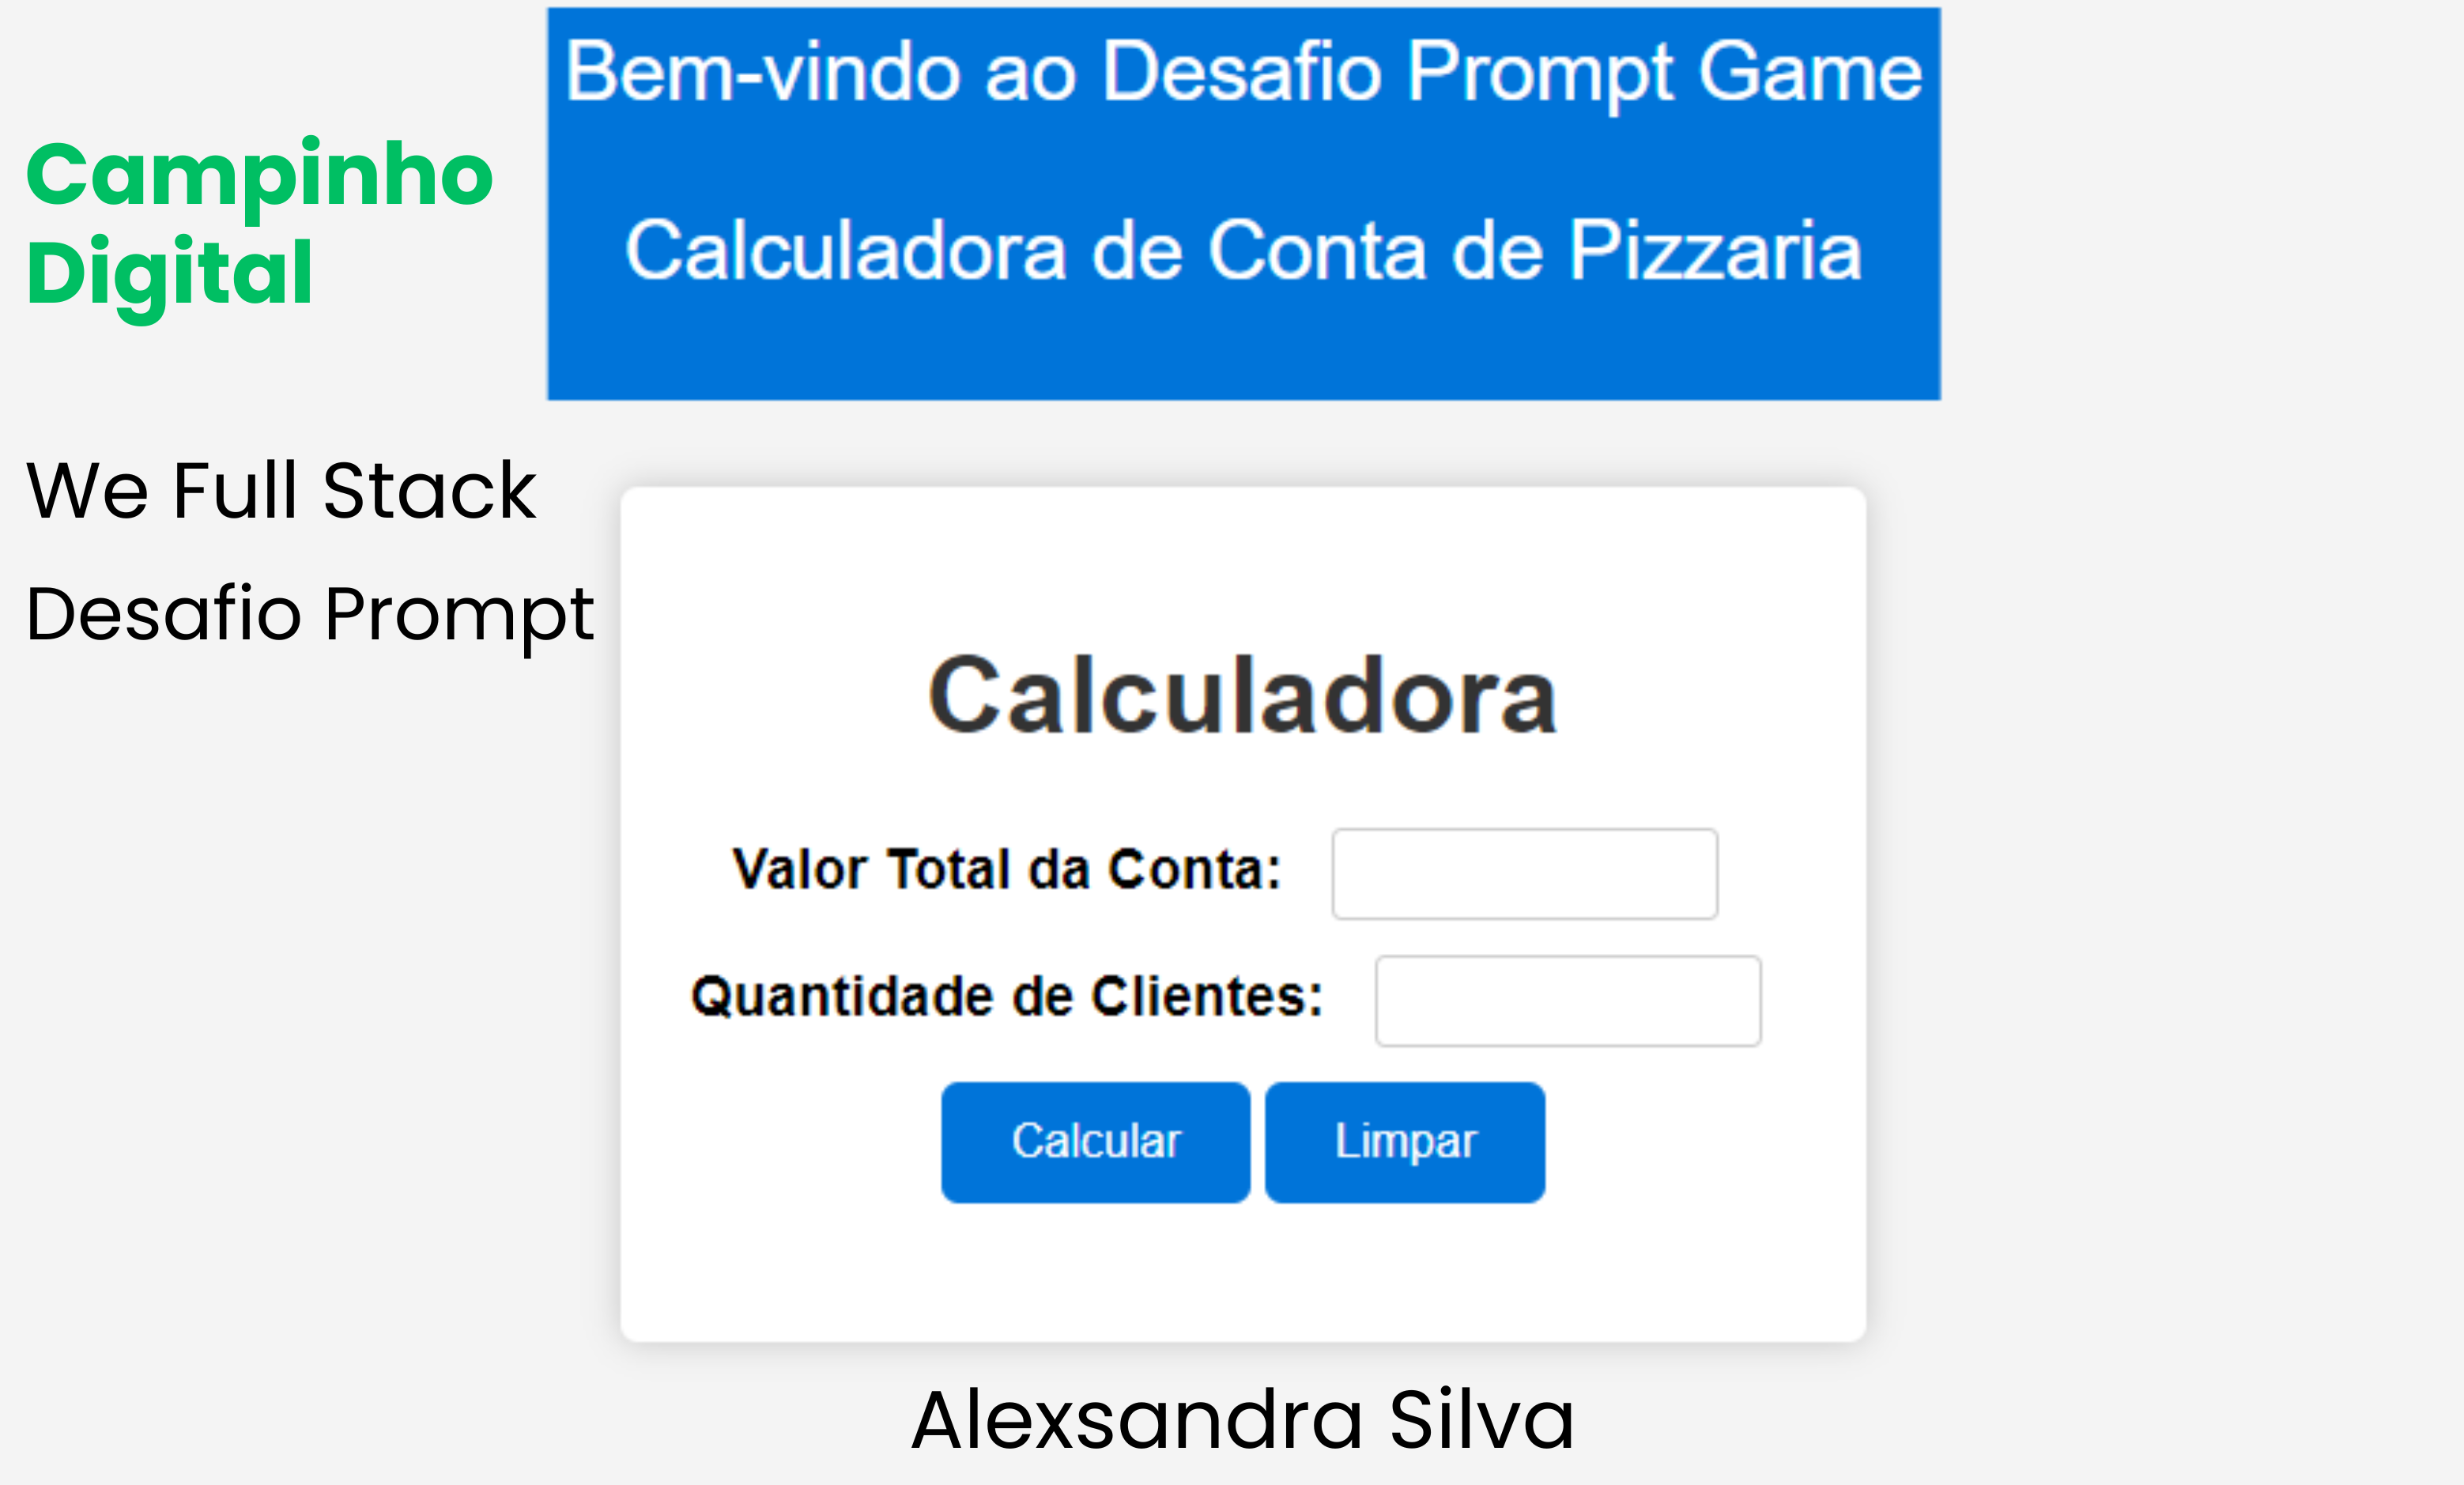 Bem-vindo ao Desafio Prompt Game
Calculadora de Conta de Pizzaria
Campinho
Digital
We Full Stack
Desafio Prompt
Calculadora
Valor Total da Conta:
Quantidade de Clientes:
Calcular Limpar
Alexsandra Silva